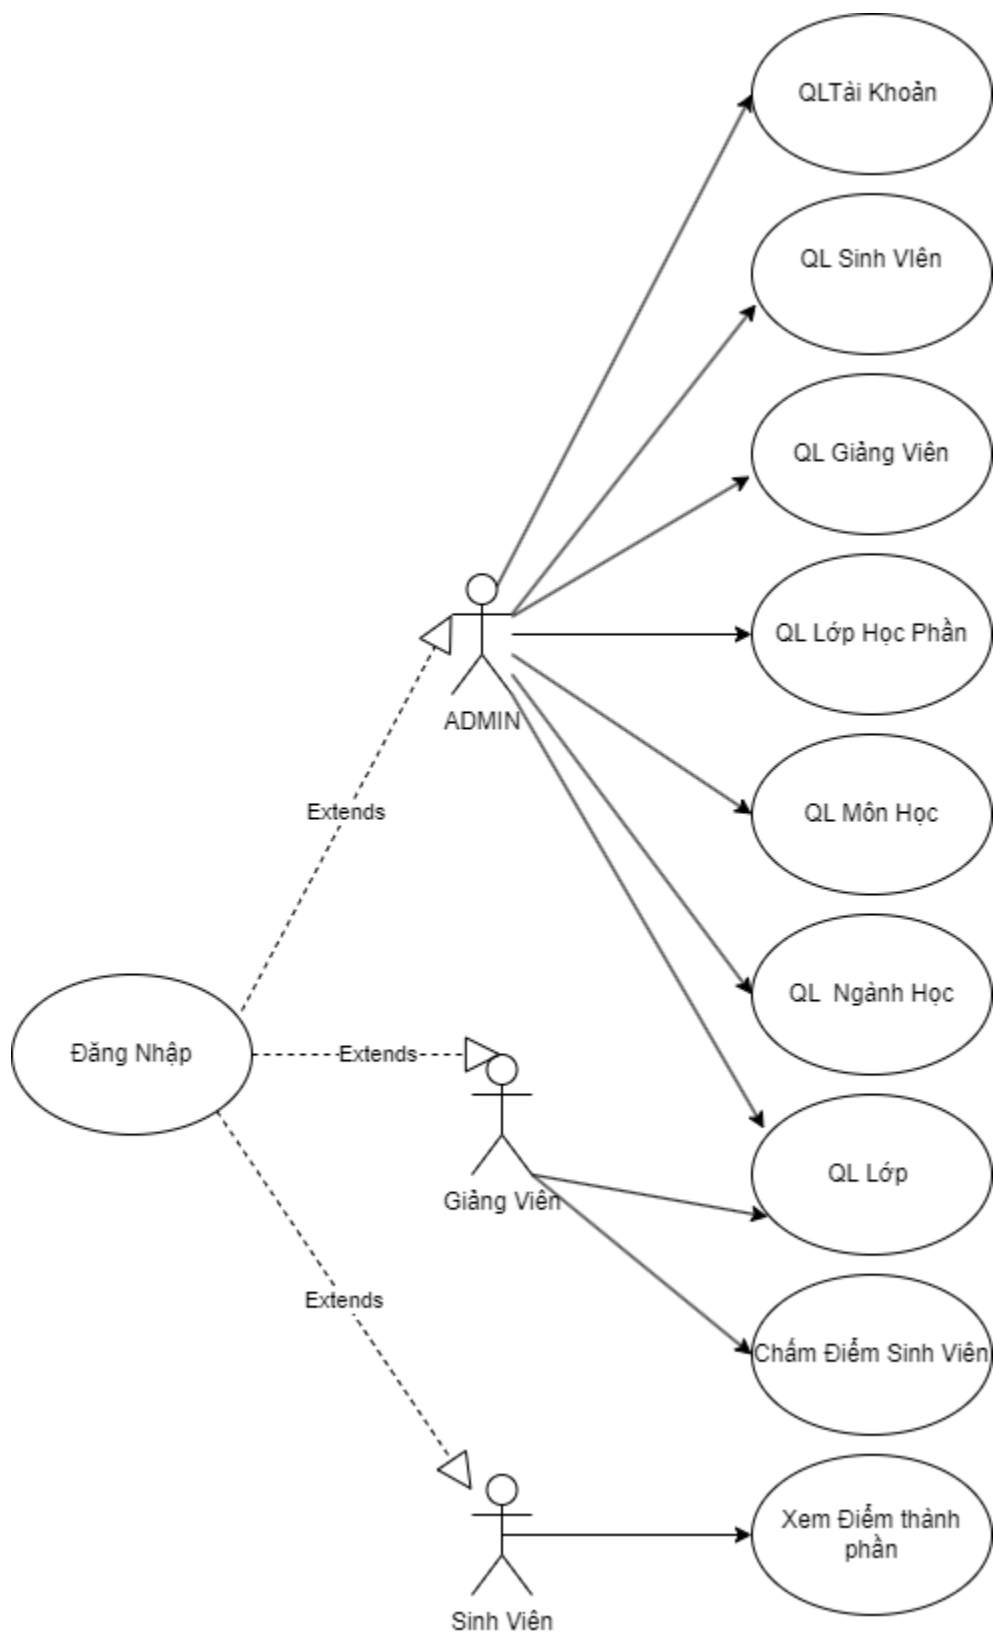 QLTài Khoản
QL Sinh VIên
QL Giảng Viên
QL Lớp Học Phần
ADMIN
Extends
QL Môn Học
QL  Ngành Học
Đăng Nhập
Extends
QL Lớp
Giảng Viên
Extends
Chấm Điểm Sinh Viên
Xem Điểm thành
phần
Sinh Viên